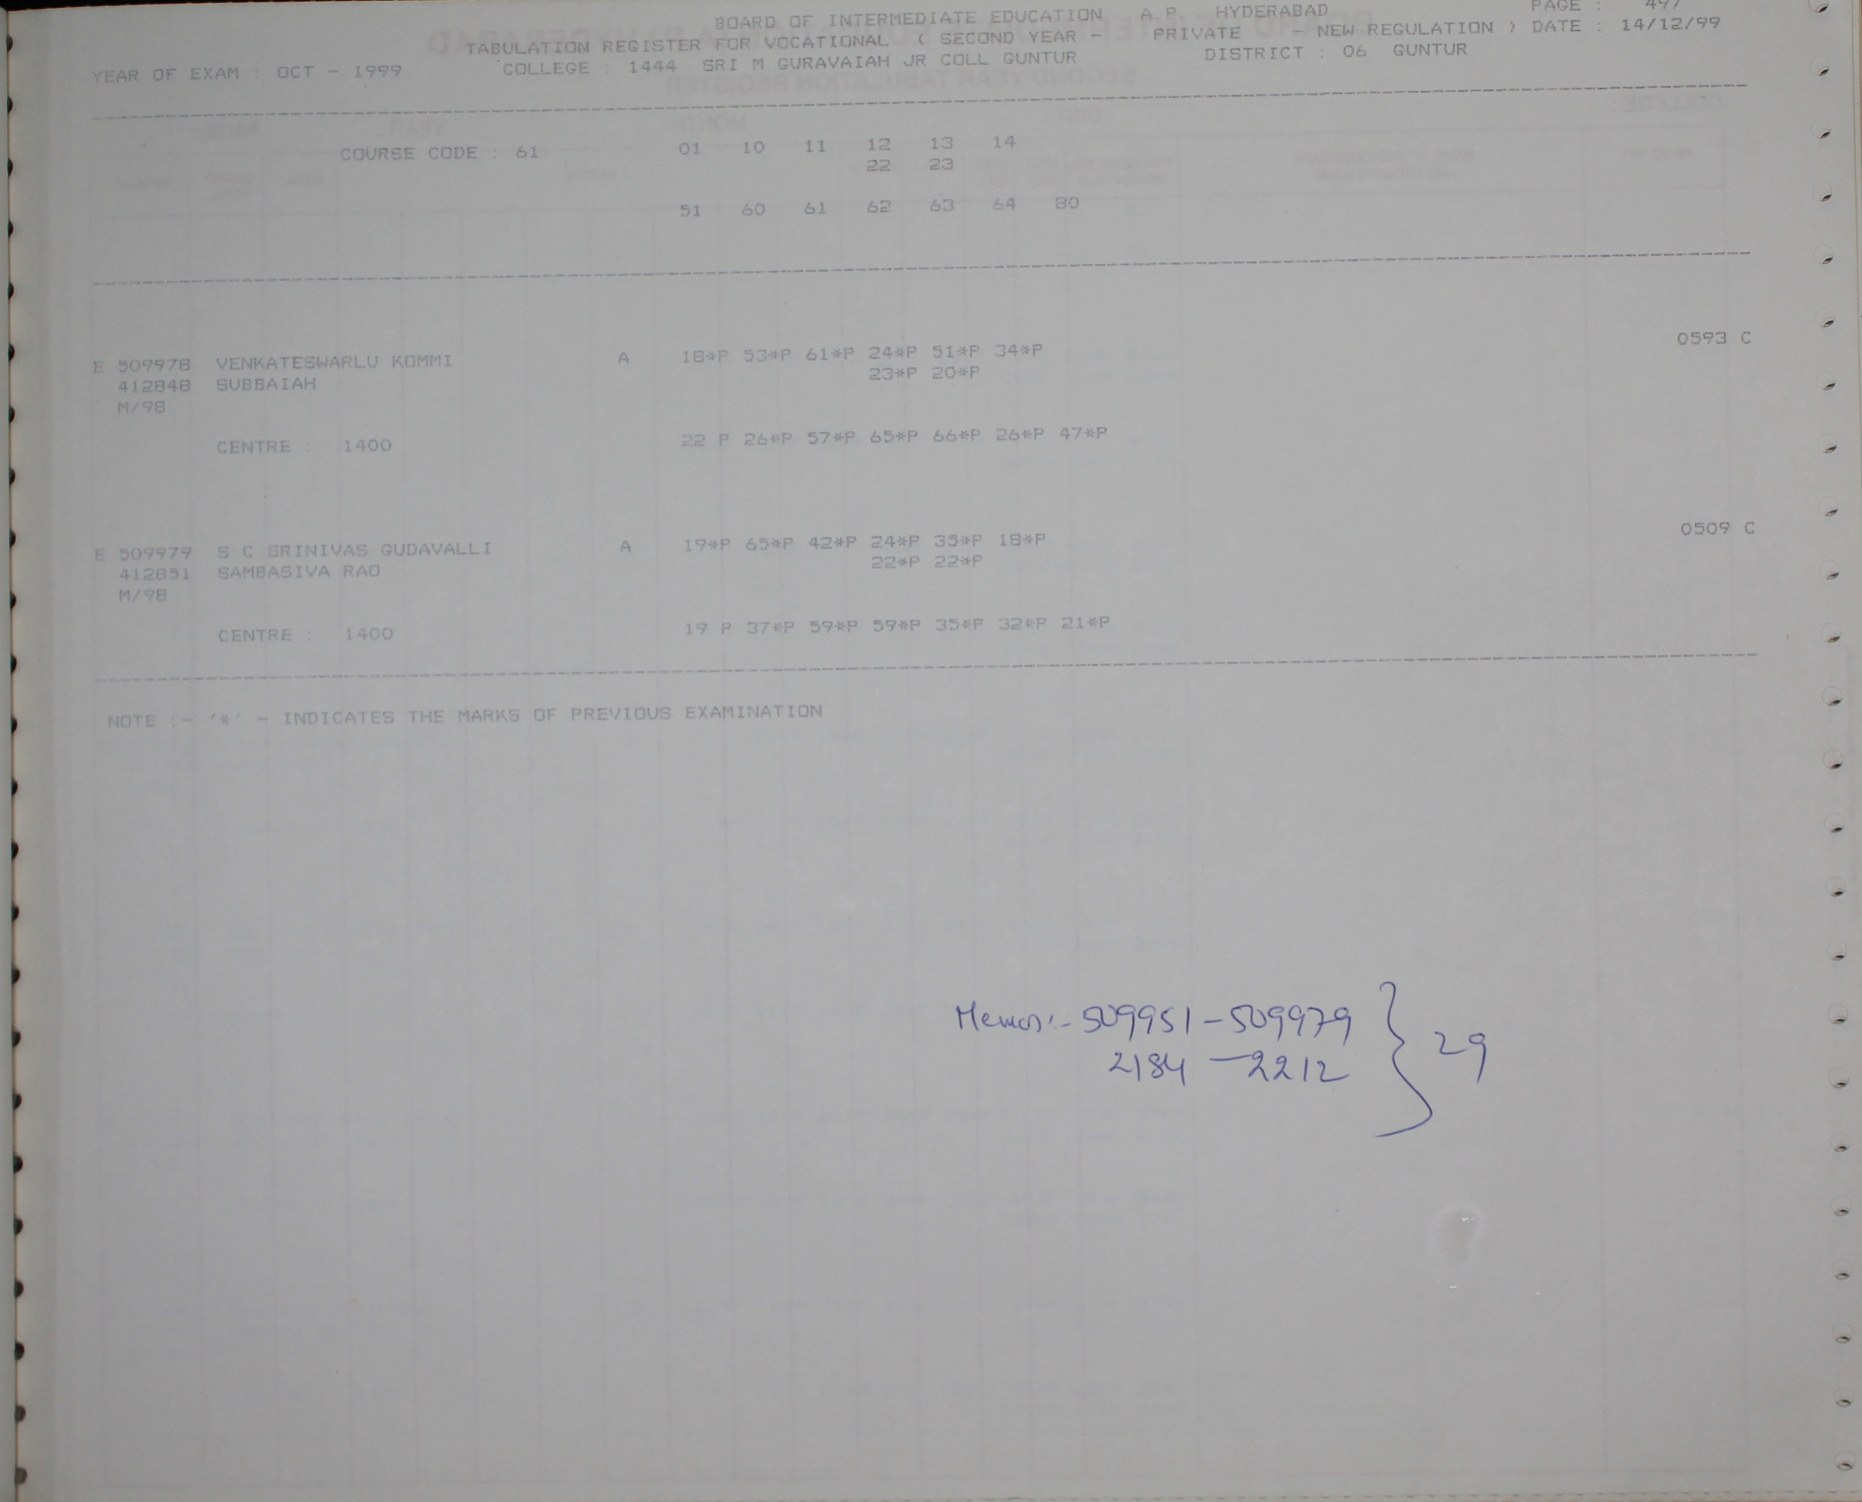 BOARD OF INTERMEDIATE EDUCATION A.P. HYDERABAD PAGE : 497
TABULATION REGISTER FOR VOCATIONAL ( SECOND YEAR - PRIVATE - NEW REGULATION ) DATE : 14/12/99
YEAR OF EXAM : OCT - 1999 COLLEGE : 1444 SRI M GURAVAIAH JR COLL GUNTUR DISTRICT : 06 GUNTUR
COURSE CODE : 61 01 10 11 12 13 14
22 23
51 60 61 62 63 64 80
E 509978 VENKATESWARLU KOMMI A 18*P 53*P 61*P 24*P 51*P 34*P 0593 C
412848 SUBBAIAH 23*P 20*P
M/98
CENTRE : 1400 22 P 26*P 57*P 65*P 66*P 26*P 47*P
E 509979 S C SRINIVAS GUDAVALLI A 19*P 65*P 42*P 24*P 35*P 18*P 0509 C
412851 SAMBASIVA RAO 22*P 22*P
M/98
CENTRE : 1400 19 P 37*P 59*P 59*P 35*P 32*P 21*P
NOTE :- '*' - INDICATES THE MARKS OF PREVIOUS EXAMINATION
Memos:- 509951 - 509979 } 29
2184 - 2212